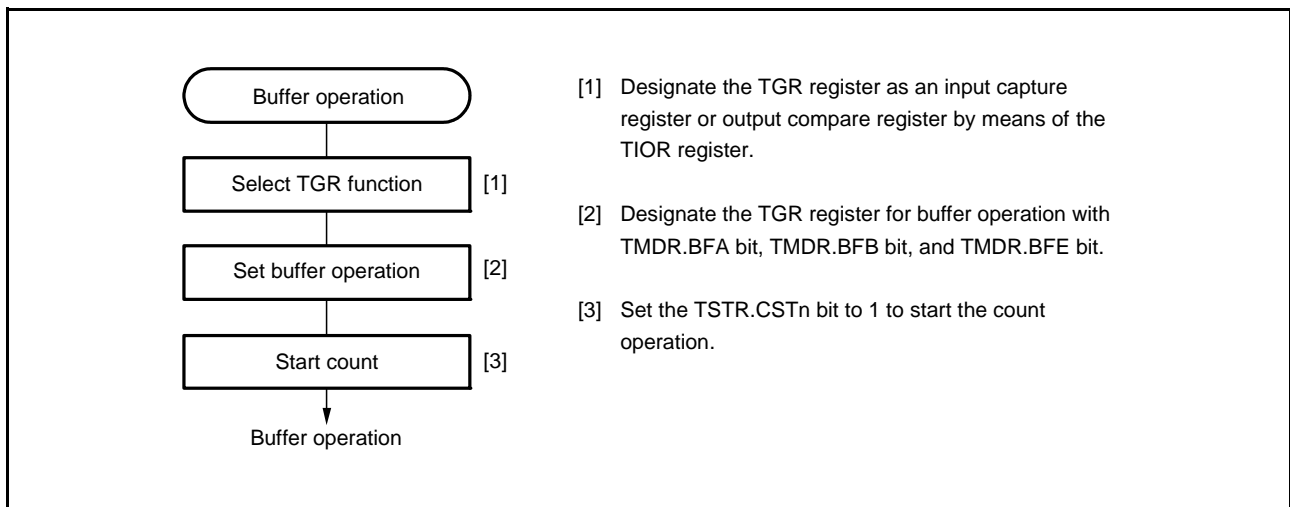 Buffer operation
Select TGR function
[1]
Set buffer operation
[2]
Start count
[3]
Buffer operation
[1] Designate the TGR register as an input capture
register or output compare register by means of the
TIOR register.
[2] Designate the TGR register for buffer operation with
TMDR.BFA bit, TMDR.BFB bit, and TMDR.BFE bit.
[3] Set the TSTR.CSTn bit to 1 to start the count
operation.